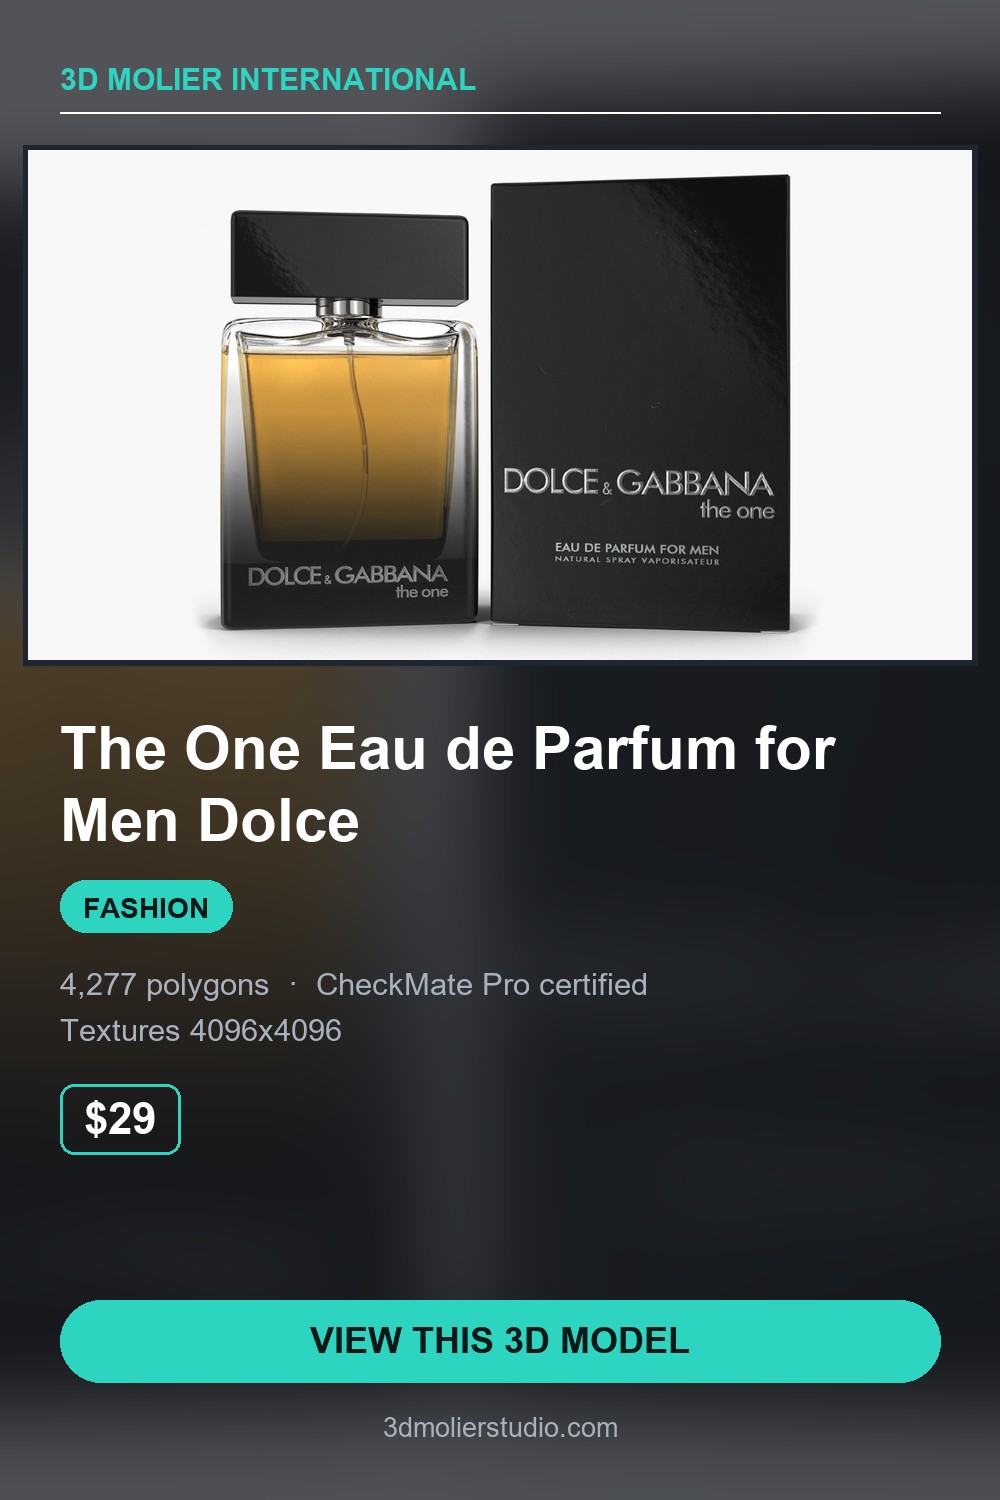 3D MOLIER INTERNATIONAL
DOLCE & GABBANA
the one
EAU DE PARFUM FOR MEN
NATURAL SPRAY VAPORISATEUR
DOLCE & GABBANA
the one
The One Eau de Parfum for
Men Dolce
FASHION
4,277 polygons · CheckMate Pro certified
Textures 4096x4096
$29
VIEW THIS 3D MODEL
3dmolierstudio.com